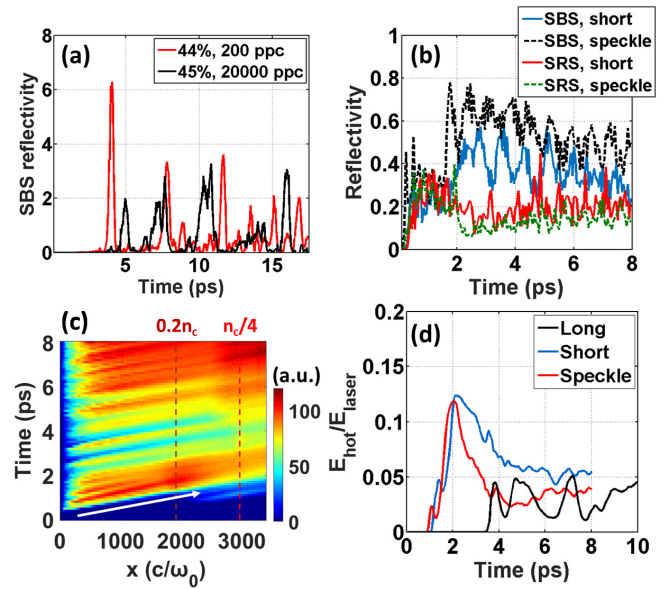 (a)
44%, 200 ppc
45%, 20000 ppc
SBS reflectivity
8
6
4
2
0
5
10
15
Time (ps)
(b)
SBS, short
SBS, speckle
SRS, short
SRS, speckle
Reflectivity
1
0.8
0.6
0.4
0.2
0
0
2
4
6
8
Time (ps)
(c)
0.2n_c
n_c/4
(a.u.)
Time (ps)
8
6
4
2
0
0
1000
2000
3000
x (c/ω₀)
100
50
0
(d)
Long
Short
Speckle
E_hot/E_laser
0.2
0.15
0.1
0.05
0
0
2
4
6
8
10
Time (ps)